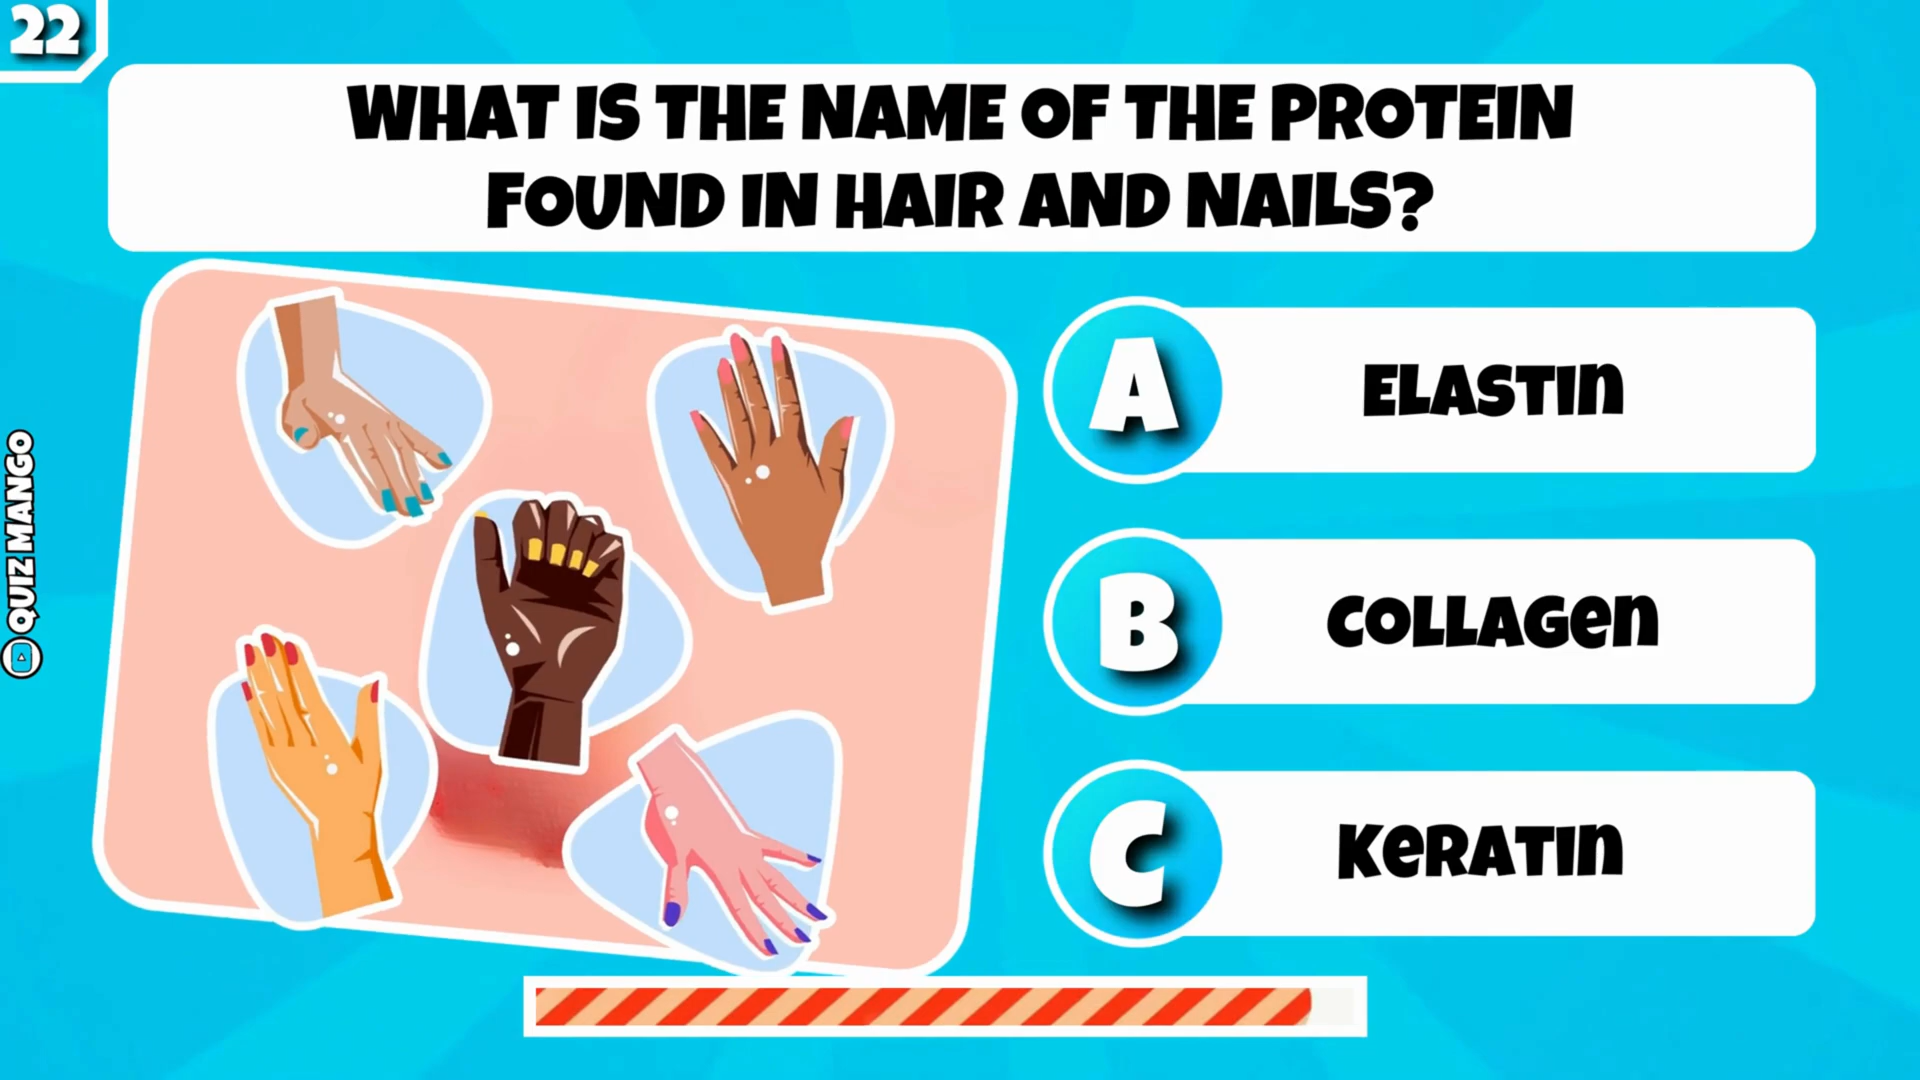 22
WHAT IS THE NAME OF THE PROTEIN
FOUND IN HAIR AND NAILS?
A ELASTIN
B COLLAGEN
C KERATIN
QUIZ MANGO